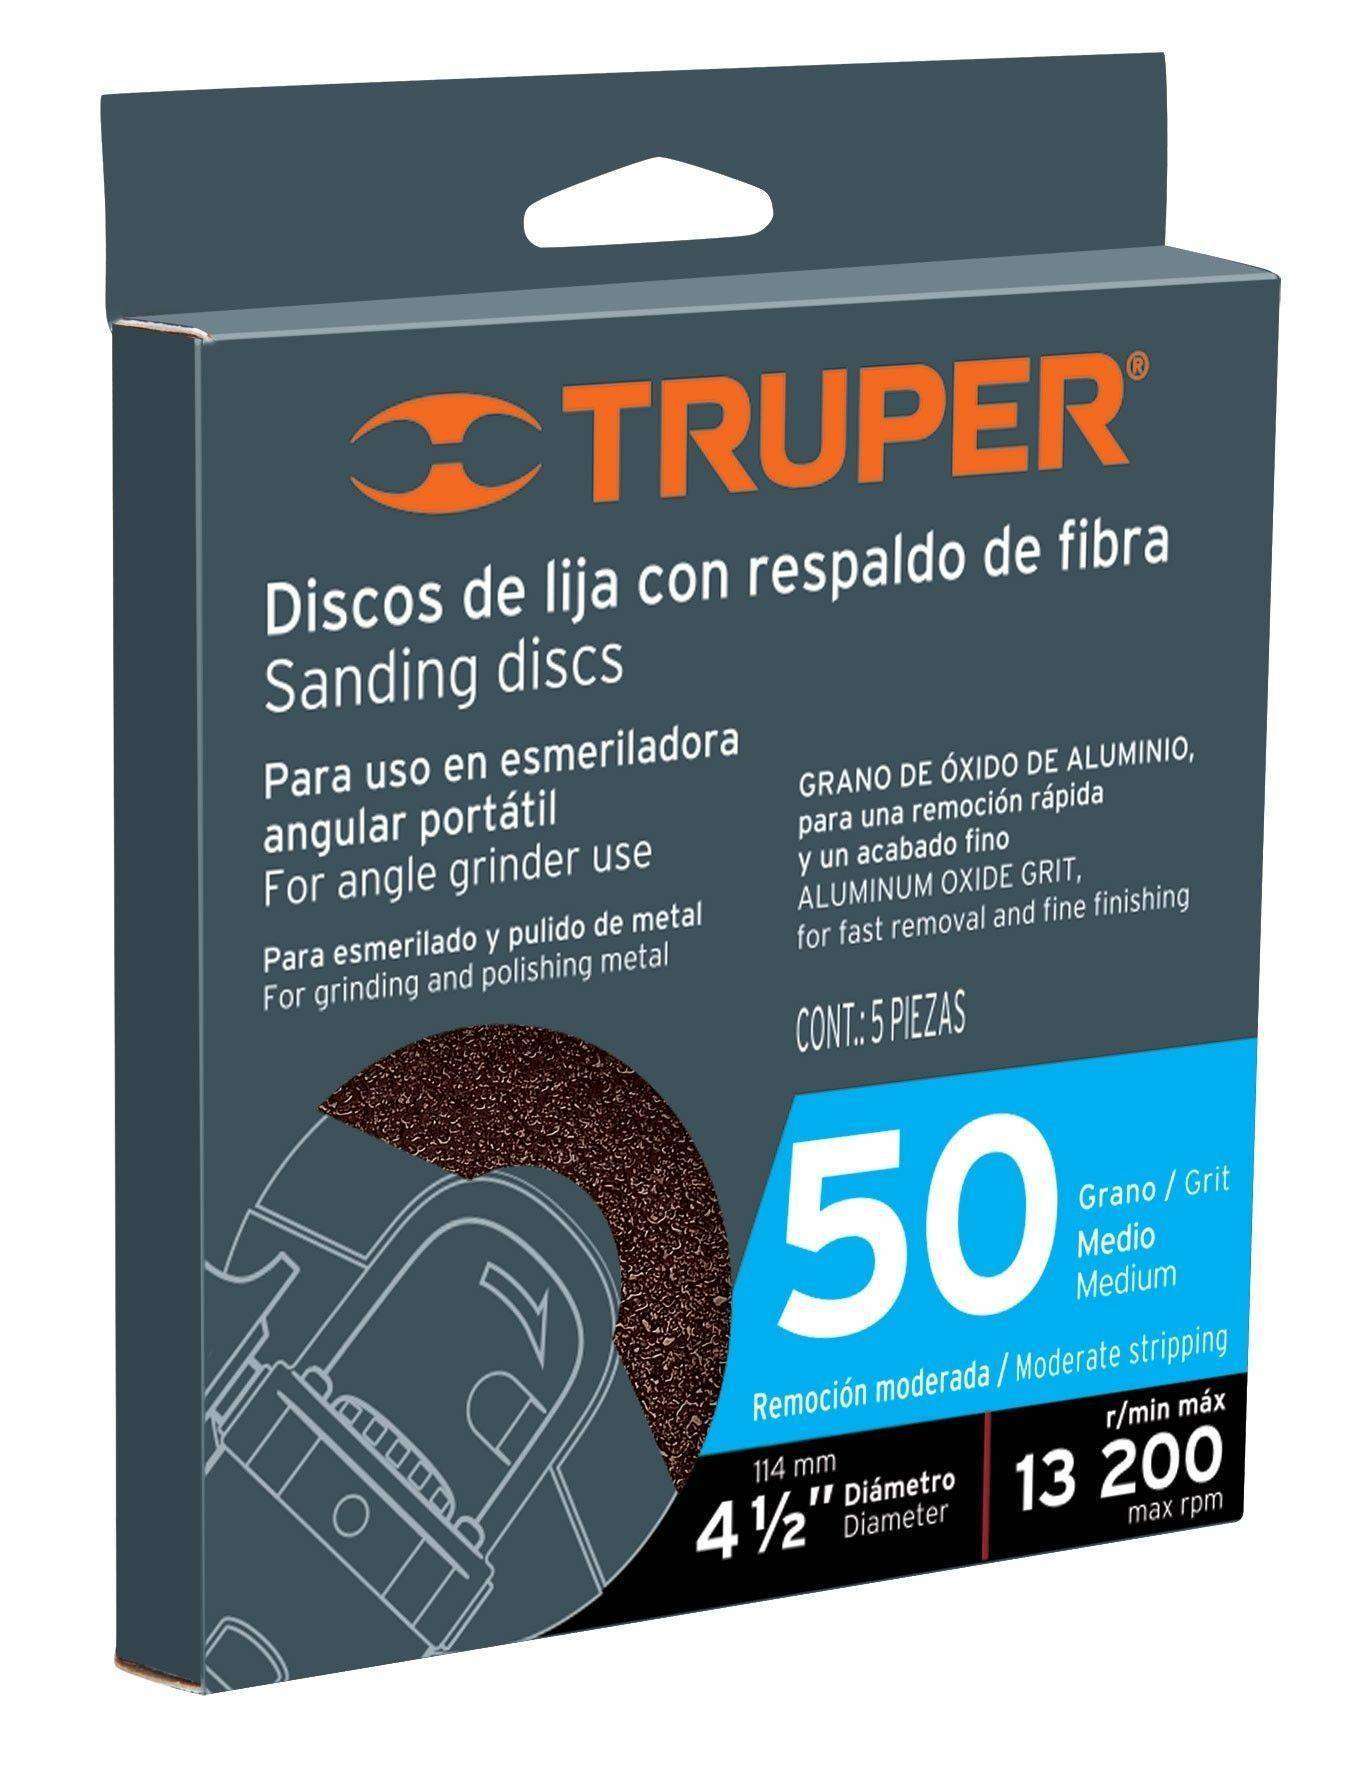 TRUPER®
Discos de lija con respaldo de fibra
Sanding discs
Para uso en esmeriladora
angular portátil
For angle grinder use
Para esmerilado y pulido de metal
For grinding and polishing metal
GRANO DE ÓXIDO DE ALUMINIO,
para una remoción rápida
y un acabado fino
ALUMINUM OXIDE GRIT,
for fast removal and fine finishing
CONT.: 5 PIEZAS
50
Grano / Grit
Medio
Medium
Remoción moderada / Moderate stripping
114 mm
4 ½" Diámetro
Diameter
r/min máx
13 200
max rpm